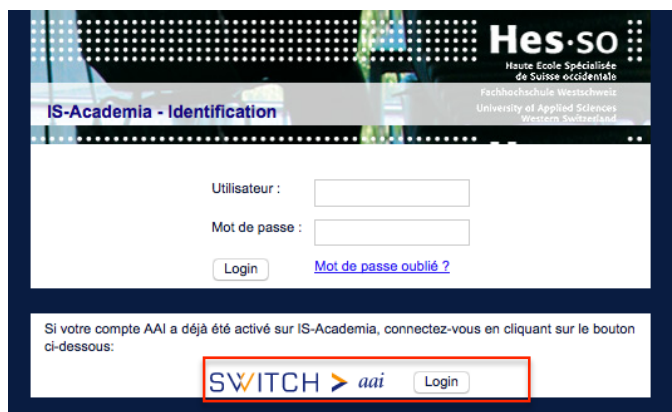 Hes·so
Haute Ecole Spécialisée
de Suisse occidentale
Fachhochschule Westschweiz
University of Applied Sciences
Western Switzerland
IS-Academia - Identification
Utilisateur :
Mot de passe :
Login
Mot de passe oublié ?
Si votre compte AAI a déjà été activé sur IS-Academia, connectez-vous en cliquant sur le bouton
ci-dessous:
SWITCH > aai
Login